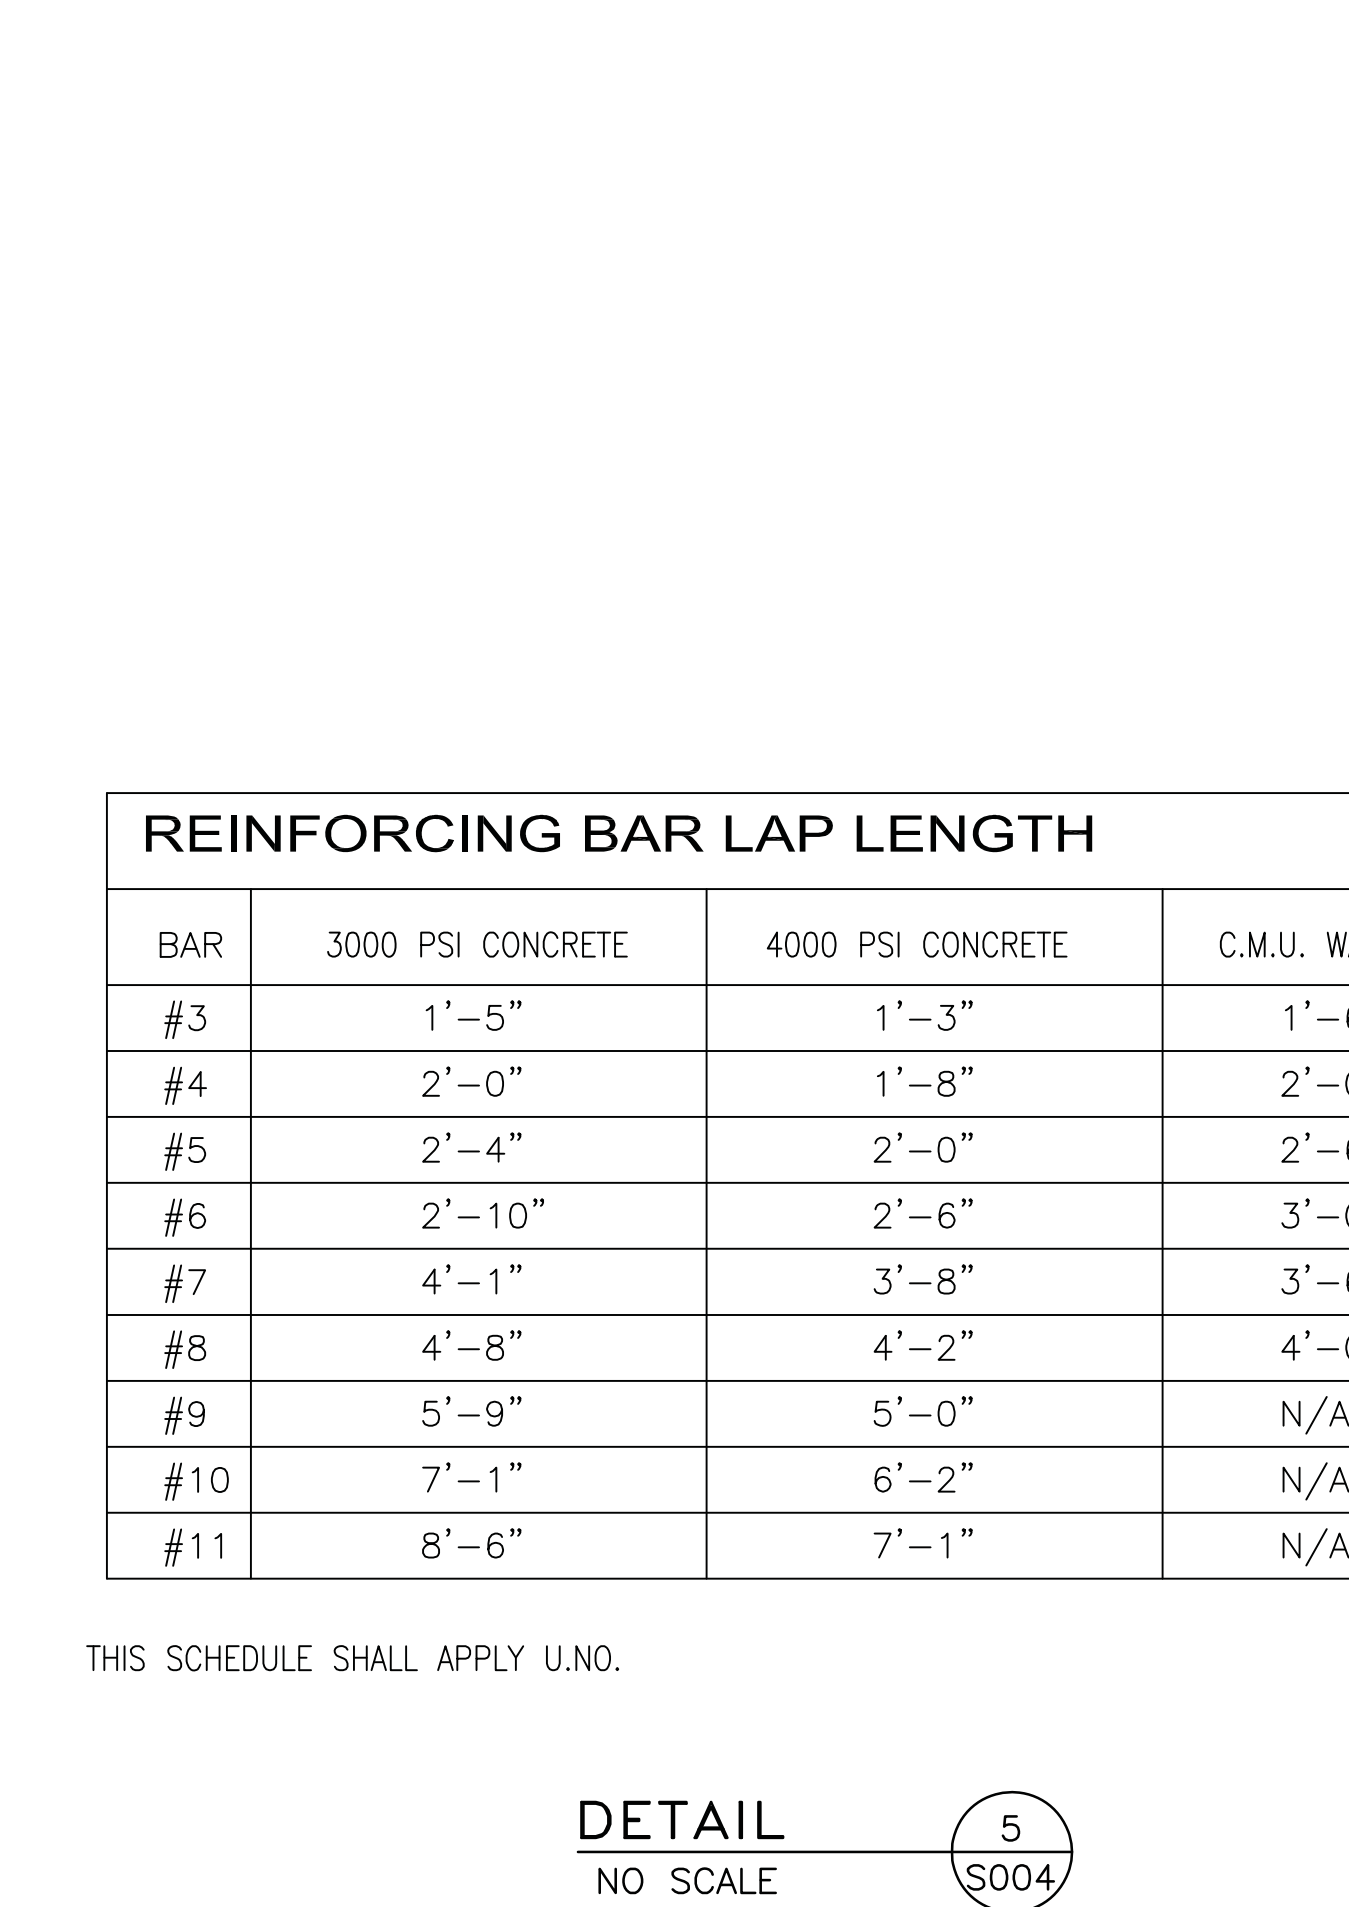 REINFORCING BAR LAP LENGTH
BAR 3000 PSI CONCRETE 4000 PSI CONCRETE C.M.U.
#3 1'-5" 1'-3"
#4 2'-0" 1'-8"
#5 2'-4" 2'-0"
#6 2'-10" 2'-6"
#7 4'-1" 3'-8"
#8 4'-8" 4'-2"
#9 5'-9" 5'-0" N/A
#10 7'-1" 6'-2" N/A
#11 8'-6" 7'-1" N/A
THIS SCHEDULE SHALL APPLY U.NO.
DETAIL 5
NO SCALE S004